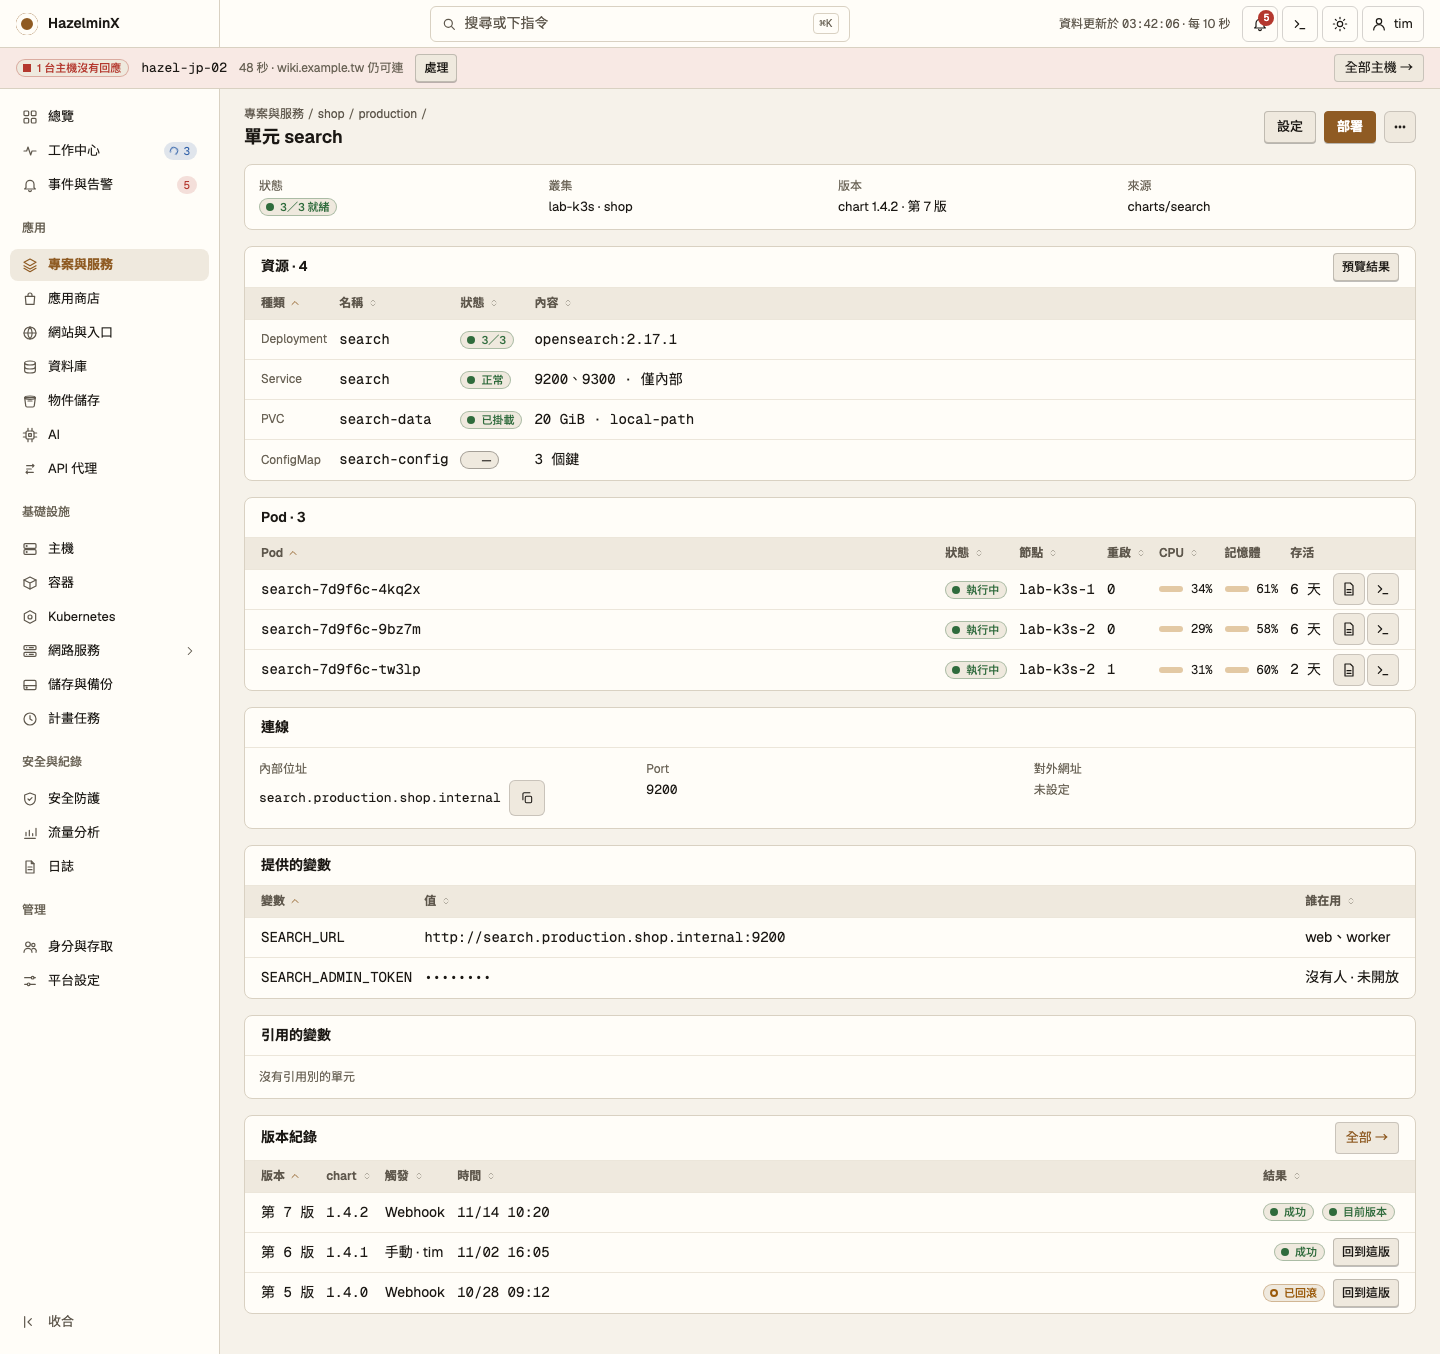 HazelminX
搜尋或下指令
⌘K
資料更新於 03:42:06 · 每 10 秒
5
tim
1 台主機沒有回應
hazel-jp-02
48 秒 · wiki.example.tw 仍可連
處理
全部主機 →
總覽
工作中心
3
事件與告警
5
應用
專案與服務
應用商店
網站與入口
資料庫
物件儲存
AI
API 代理
基礎設施
主機
容器
Kubernetes
網路服務
儲存與備份
計畫任務
安全與紀錄
安全防護
流量分析
日誌
管理
身分與存取
平台設定
收合
專案與服務 / shop / production /
單元 search
設定
部署
狀態
3／3 就緒
叢集
lab-k3s · shop
版本
chart 1.4.2 · 第 7 版
來源
charts/search
資源 · 4
預覽結果
種類 名稱 狀態 內容
Deployment search 3／3 opensearch:2.17.1
Service search 正常 9200、9300 · 僅內部
PVC search-data 已掛載 20 GiB · local-path
ConfigMap search-config — 3 個鍵
Pod · 3
Pod 狀態 節點 重啟 CPU 記憶體 存活
search-7d9f6c-4kq2x 執行中 lab-k3s-1 0 34% 61% 6 天
search-7d9f6c-9bz7m 執行中 lab-k3s-2 0 29% 58% 6 天
search-7d9f6c-tw3lp 執行中 lab-k3s-2 1 31% 60% 2 天
連線
內部位址
search.production.shop.internal
Port
9200
對外網址
未設定
提供的變數
變數 值 誰在用
SEARCH_URL http://search.production.shop.internal:9200 web、worker
SEARCH_ADMIN_TOKEN •••••••• 沒有人 · 未開放
引用的變數
沒有引用別的單元
版本紀錄
全部 →
版本 chart 觸發 時間 結果
第 7 版 1.4.2 Webhook 11/14 10:20 成功 目前版本
第 6 版 1.4.1 手動 · tim 11/02 16:05 成功 回到這版
第 5 版 1.4.0 Webhook 10/28 09:12 已回滾 回到這版